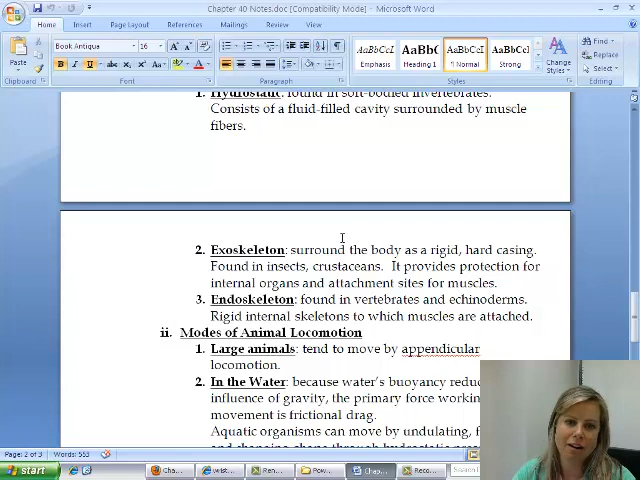 Chapter 40 Notes.doc [Compatibility Mode] - Microsoft Word
Home Insert Page Layout References Mailings Review View
Paste
Book Antiqua 16
AaBbCcI AaBbC AaBbCcI AaBbCcI
Emphasis Heading 1 ¶ Normal Strong
Change
Styles
Find
Replace
Select
Clipboard Font Paragraph Styles Editing
1. Hydrostatic: found in soft-bodied invertebrates.
Consists of a fluid-filled cavity surrounded by muscle
fibers.
2. Exoskeleton: surround the body as a rigid, hard casing.
Found in insects, crustaceans. It provides protection for
internal organs and attachment sites for muscles.
3. Endoskeleton: found in vertebrates and echinoderms.
Rigid internal skeletons to which muscles are attached.
ii. Modes of Animal Locomotion
1. Large animals: tend to move by appendicular
locomotion.
2. In the Water: because water's buoyancy
influence of gravity, the primary force
movement is frictional drag.
Aquatic organisms can move by undulating,
Page: 2 of 3 Words: 553
start Cha... twist... Ren... Pow... Chap... Reco... Search